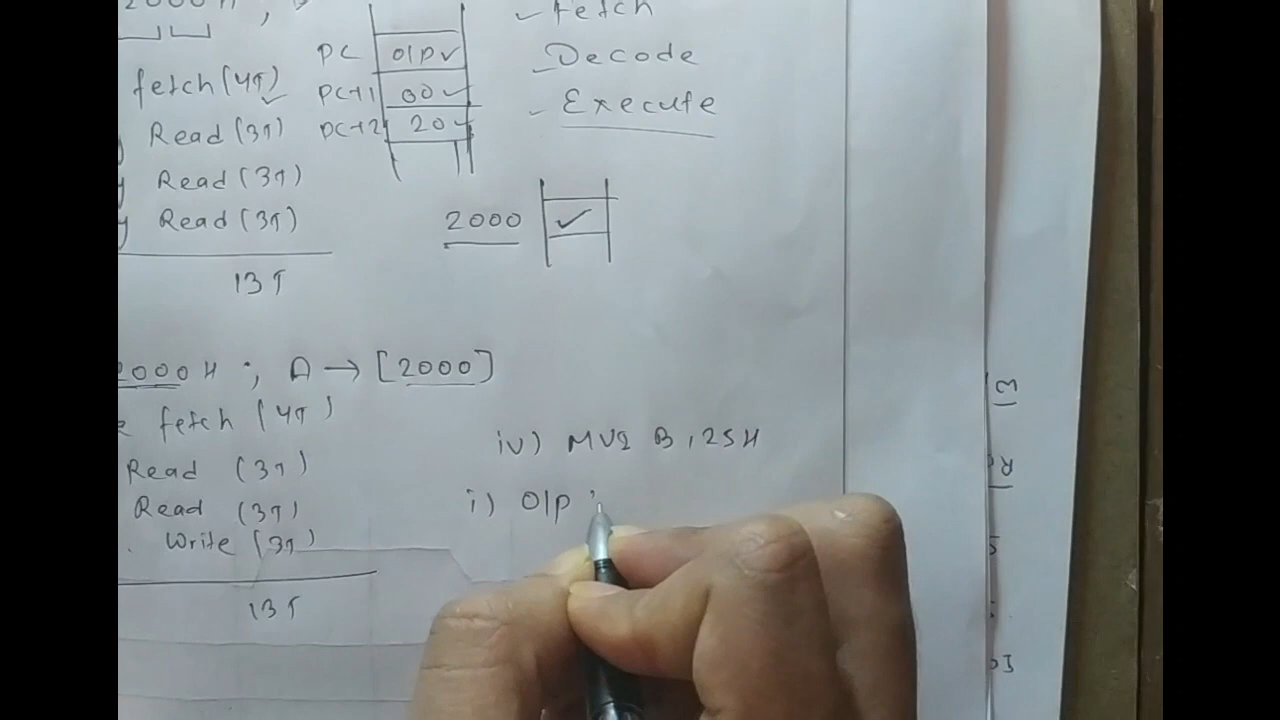 2000H ;
fetch (4T)
Read (3T)
Read (3T)
Read (3T)
13T
PC O/P
PC+1 00
PC+2 20
Fetch
Decode
Execute
2000
2000H ; A → [2000]
fetch (4T)
Read (3T)
Read (3T)
Write (3T)
13T
iv) MVI B, 25H
i) O/P